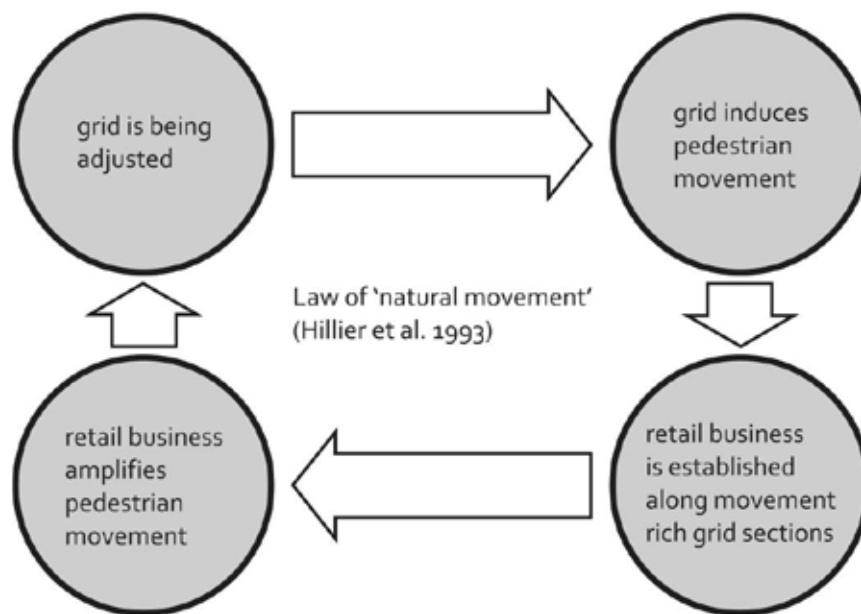 grid is being
adjusted
grid induces
pedestrian
movement
Law of ‘natural movement’
(Hillier et al. 1993)
retail business
amplifies
pedestrian
movement
retail business
is established
along movement
rich grid sections